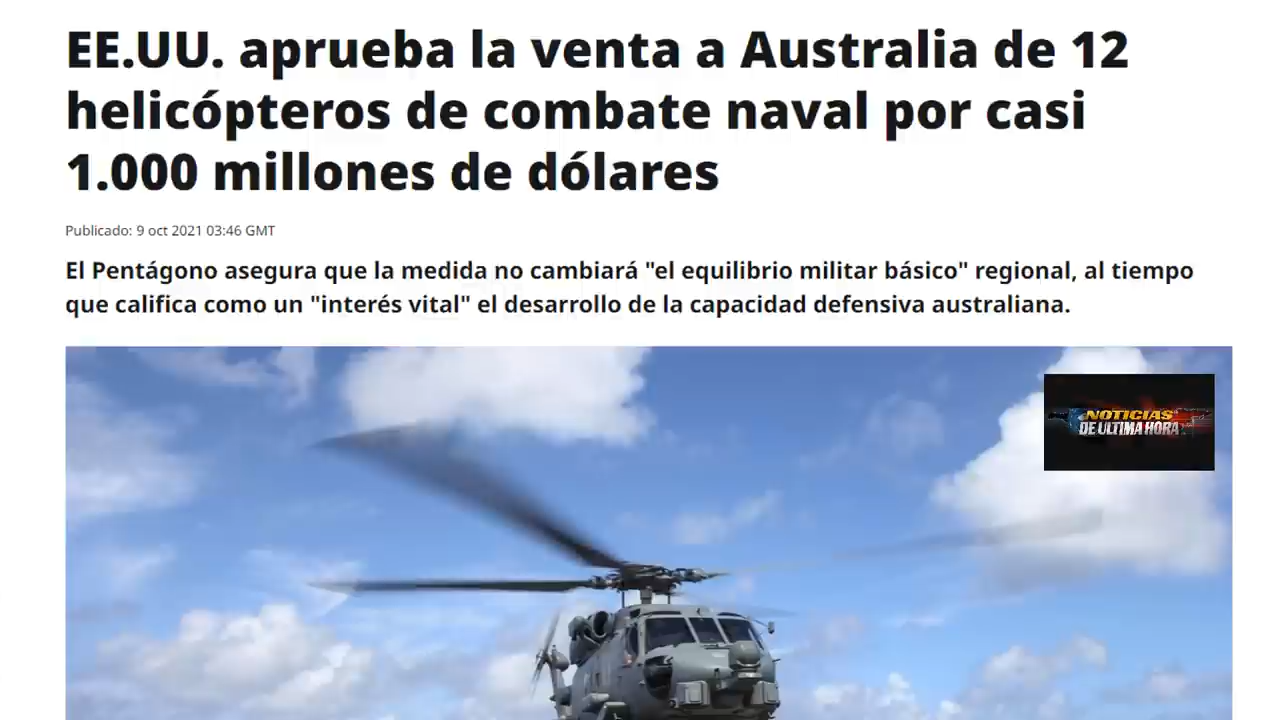 EE.UU. aprueba la venta a Australia de 12
helicópteros de combate naval por casi
1.000 millones de dólares
Publicado: 9 oct 2021 03:46 GMT
El Pentágono asegura que la medida no cambiará "el equilibrio militar básico" regional, al tiempo
que califica como un "interés vital" el desarrollo de la capacidad defensiva australiana.
NOTICIAS
DE ULTIMA HORA